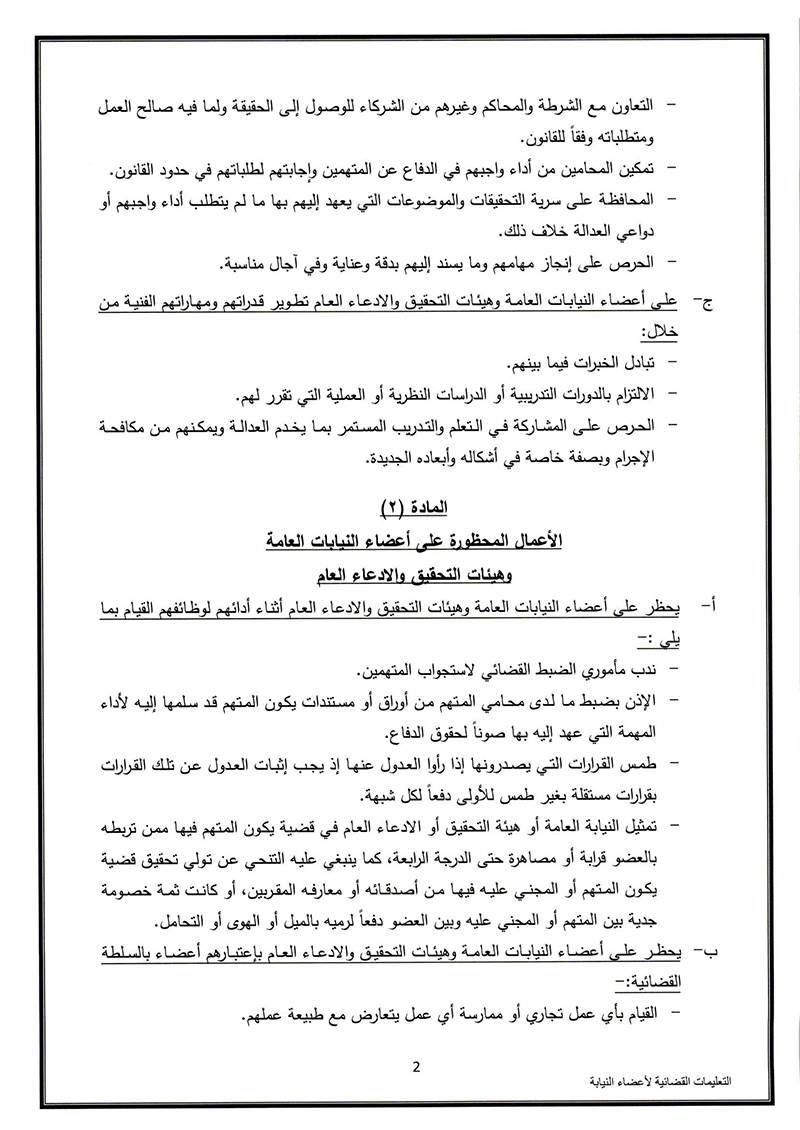 - التعاون مع الشرطة والمحاكم وغيرهم من الشركاء للوصول إلى الحقيقة ولما فيه صالح العمل
ومتطلباته وفقاً للقانون.
- تمكين المحامين من أداء واجبهم في الدفاع عن المتهمين وإجابتهم لطلباتهم في حدود القانون.
- المحافظة على سرية التحقيقات والموضوعات التي يعهد إليهم بها ما لم يتطلب أداء واجبهم أو
دواعي العدالة خلاف ذلك.
- الحرص على إنجاز مهامهم وما يسند إليهم بدقة وعناية وفي آجال مناسبة.
ج- على أعضاء النيابات العامة وهيئات التحقيق والادعاء العام تطوير قدراتهم ومهاراتهم الفنية من
خلال:
- تبادل الخبرات فيما بينهم.
- الالتزام بالدورات التدريبية أو الدراسات النظرية أو العملية التي تقرر لهم.
- الحرص على المشاركة في التعلم والتدريب المستمر بما يخدم العدالة ويمكنهم من مكافحة
الإجرام وبصفة خاصة في أشكاله وأبعاده الجديدة.
المادة (٢)
الأعمال المحظورة على أعضاء النيابات العامة
وهيئات التحقيق والادعاء العام
أ- يحظر على أعضاء النيابات العامة وهيئات التحقيق والادعاء العام أثناء أدائهم لوظائفهم القيام بما
يلي :-
- ندب مأموري الضبط القضائي لاستجواب المتهمين.
- الإذن بضبط ما لدى محامي المتهم من أوراق أو مستندات يكون المتهم قد سلمها إليه لأداء
المهمة التي عهد إليه بها صوناً لحقوق الدفاع.
- طمس القرارات التي يصدرونها إذا رأوا العدول عنها إذ يجب إثبات العدول عن تلك القرارات
بقرارات مستقلة بغير طمس للأولى دفعاً لكل شبهة.
- تمثيل النيابة العامة أو هيئة التحقيق أو الادعاء العام في قضية يكون المتهم فيها ممن تربطه
بالعضو قرابة أو مصاهرة حتى الدرجة الرابعة، كما ينبغي عليه التنحي عن تولي تحقيق قضية
يكون المتهم أو المجني عليه فيها من أصدقائه أو معارفه المقربين، أو كانت ثمة خصومة
جدية بين المتهم أو المجني عليه وبين العضو دفعاً لرميه بالميل أو الهوى أو التحامل.
ب- يحظر على أعضاء النيابات العامة وهيئات التحقيق والادعاء العام بإعتبارهم أعضاء بالسلطة
القضائية:-
- القيام بأي عمل تجاري أو ممارسة أي عمل يتعارض مع طبيعة عملهم.
2
التعليمات القضائية لأعضاء النيابة